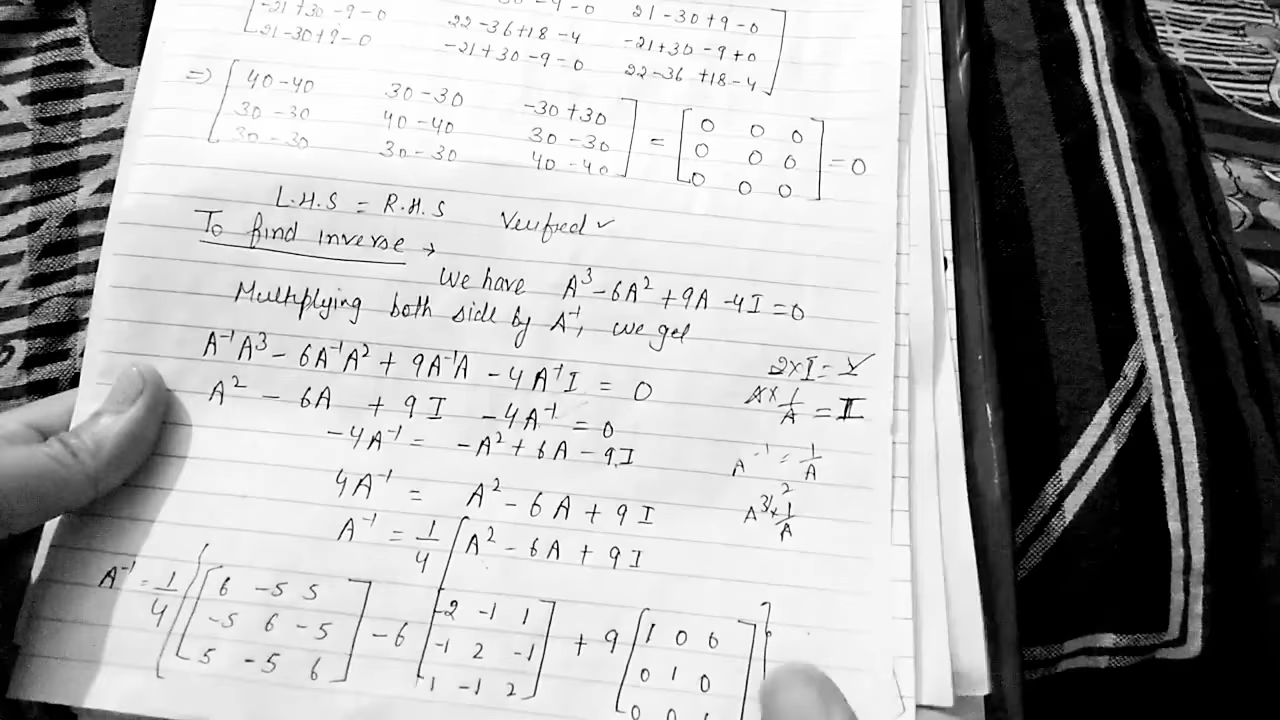 -21+30-9-0 -0 21-30+9-0
21-30+9-0 22-36+18-4 -21+30-9+0
-21+30-9-0 22-36+18-4
=> [ 40-40 30-30 -30+30
30-30 40-40 30-30
30-30 30-30 40-40 ] = [ 0 0 0
0 0 0
0 0 0 ] = 0
L.H.S = R.H.S Verified ✓
To find inverse →
We have A³-6A²+9A-4I=0
Multiplying both side by A⁻¹, we get
A⁻¹A³ - 6A⁻¹A² + 9A⁻¹A - 4A⁻¹I = 0
A² - 6A + 9I - 4A⁻¹ = 0
-4A⁻¹ = -A² + 6A - 9I
4A⁻¹ = A² - 6A + 9I
A⁻¹ = 1/4 [A² - 6A + 9I
A⁻¹ = 1/4 { [ 6 -5 5
-5 6 -5
5 -5 6 ] - 6 [ 2 -1 1
-1 2 -1
1 -1 2 ] + 9 [ 1 0 0
0 1 0
0 0 1 ] }
A × 1/A = I
A⁻¹ = 1/A